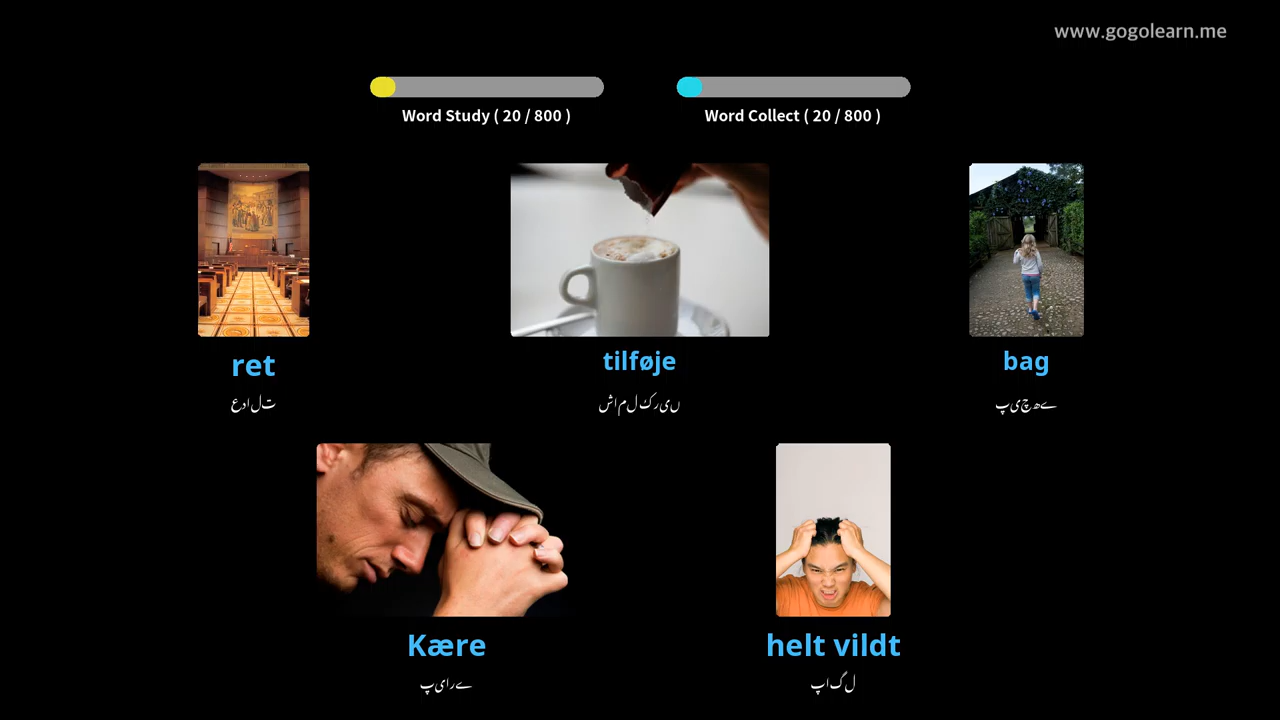 www.gogolearn.me
Word Study ( 20 / 800 )
Word Collect ( 20 / 800 )
ret
tilføje
bag
عدالت
شامل کریں
پیچھے
Kære
helt vildt
پیارے
پاگل